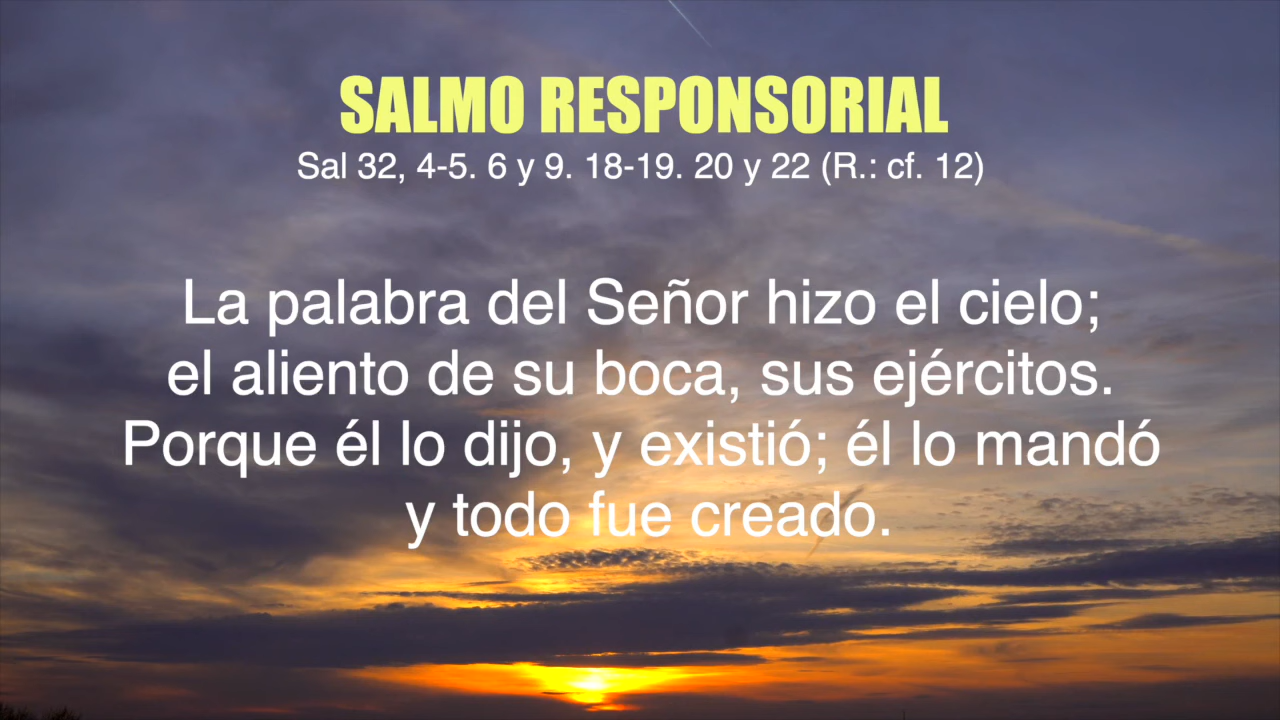 SALMO RESPONSORIAL
Sal 32, 4-5. 6 y 9. 18-19. 20 y 22 (R.: cf. 12)
La palabra del Señor hizo el cielo;
el aliento de su boca, sus ejércitos.
Porque él lo dijo, y existió; él lo mandó
y todo fue creado.